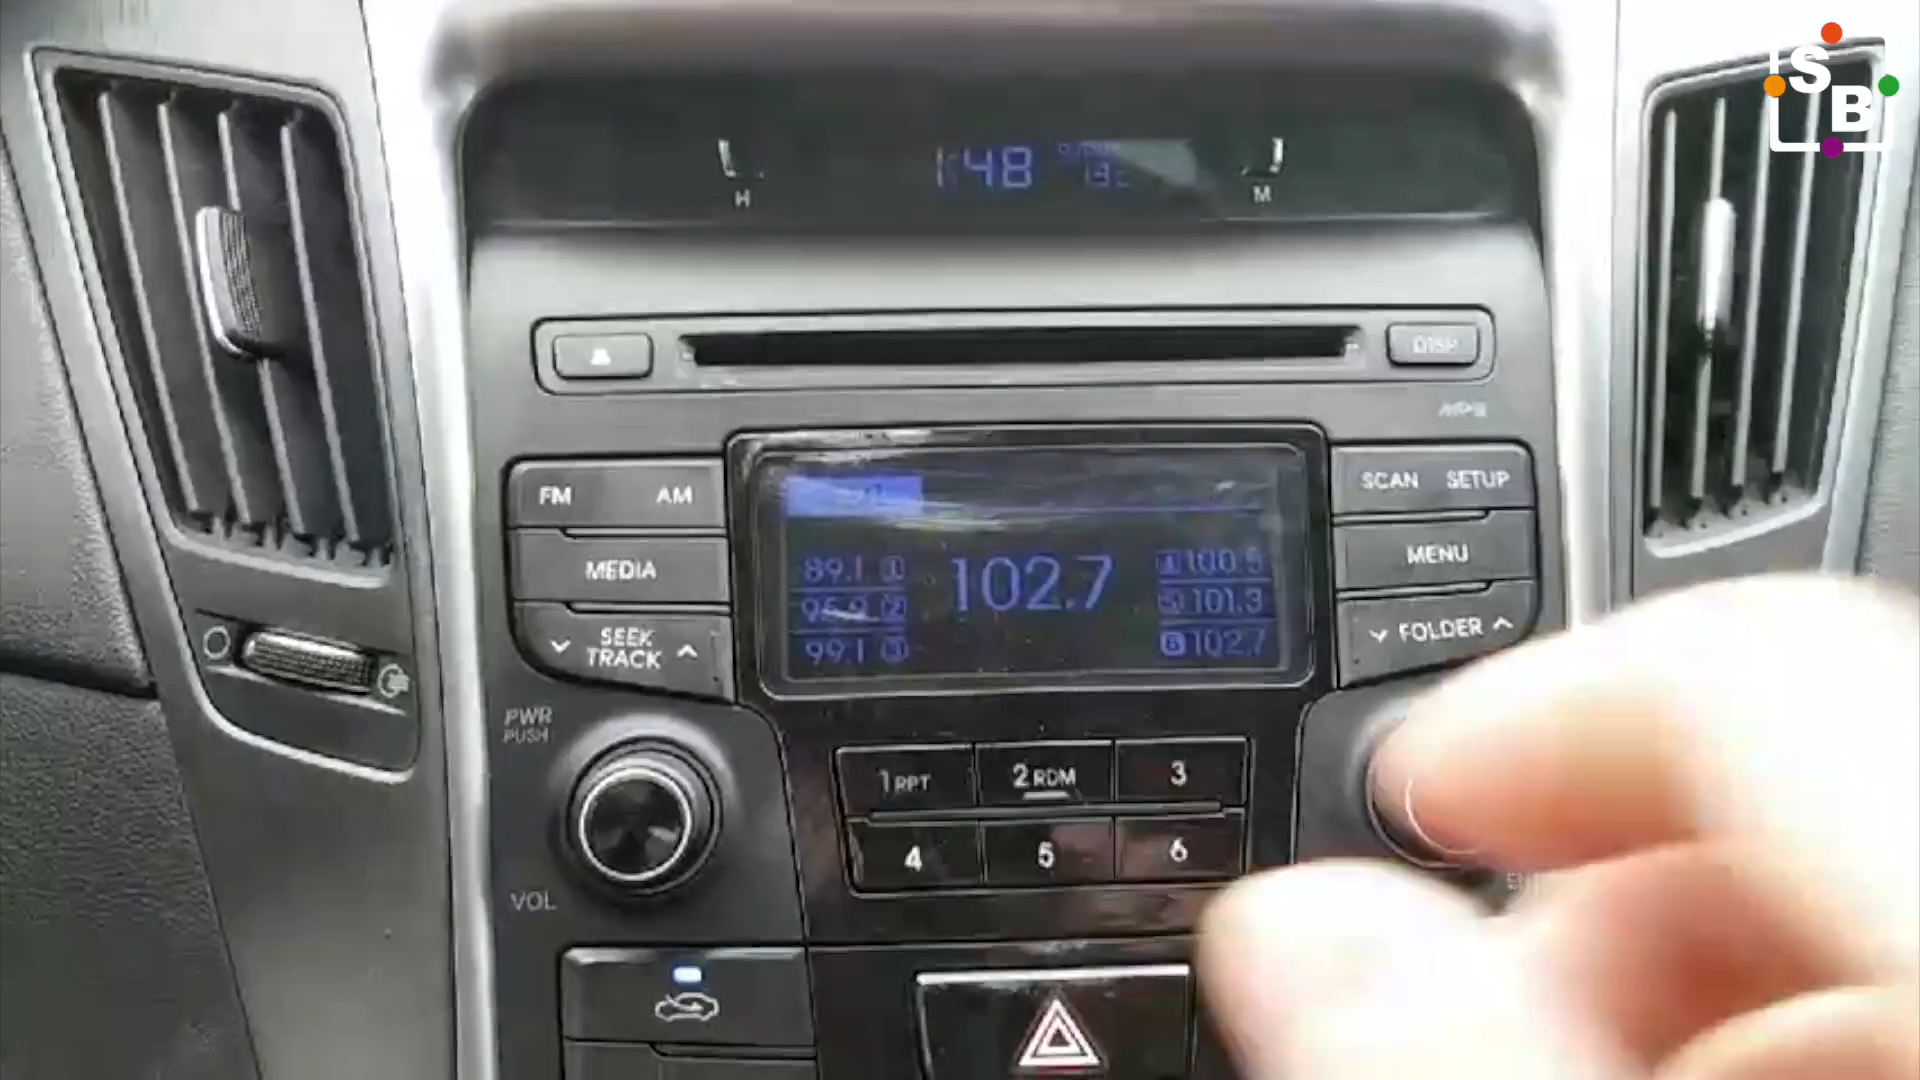 S
B
1:48
H
M
DISP
MP3
FM AM
MEDIA
SEEK
TRACK
89.1 1
2
99.1 3
102.7
4 100.5
5 101.3
6 102.7
SCAN SETUP
MENU
FOLDER
PWR
PUSH
VOL
1 RPT
2 RDM
3
4
5
6